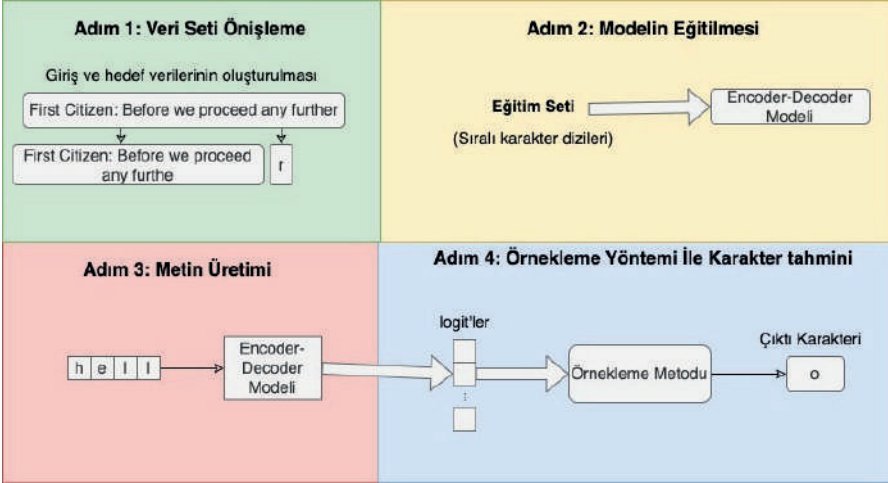 Adım 1: Veri Seti Önişleme
Giriş ve hedef verilerinin oluşturulması
First Citizen: Before we proceed any further
First Citizen: Before we proceed
any furthe
r
Adım 2: Modelin Eğitilmesi
Eğitim Seti
(Sıralı karakter dizileri)
Encoder-Decoder
Modeli
Adım 3: Metin Üretimi
h e l l
Encoder-
Decoder
Modeli
Adım 4: Örnekleme Yöntemi İle Karakter tahmini
logit'ler
Örnekleme Metodu
Çıktı Karakteri
o